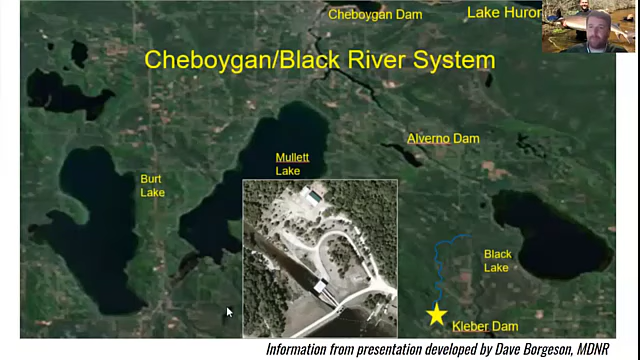 Cheboygan Dam
Lake Huron
Cheboygan/Black River System
Alverno Dam
Mullett
Lake
Burt
Lake
Black
Lake
Kleber Dam
Information from presentation developed by Dave Borgeson, MDNR